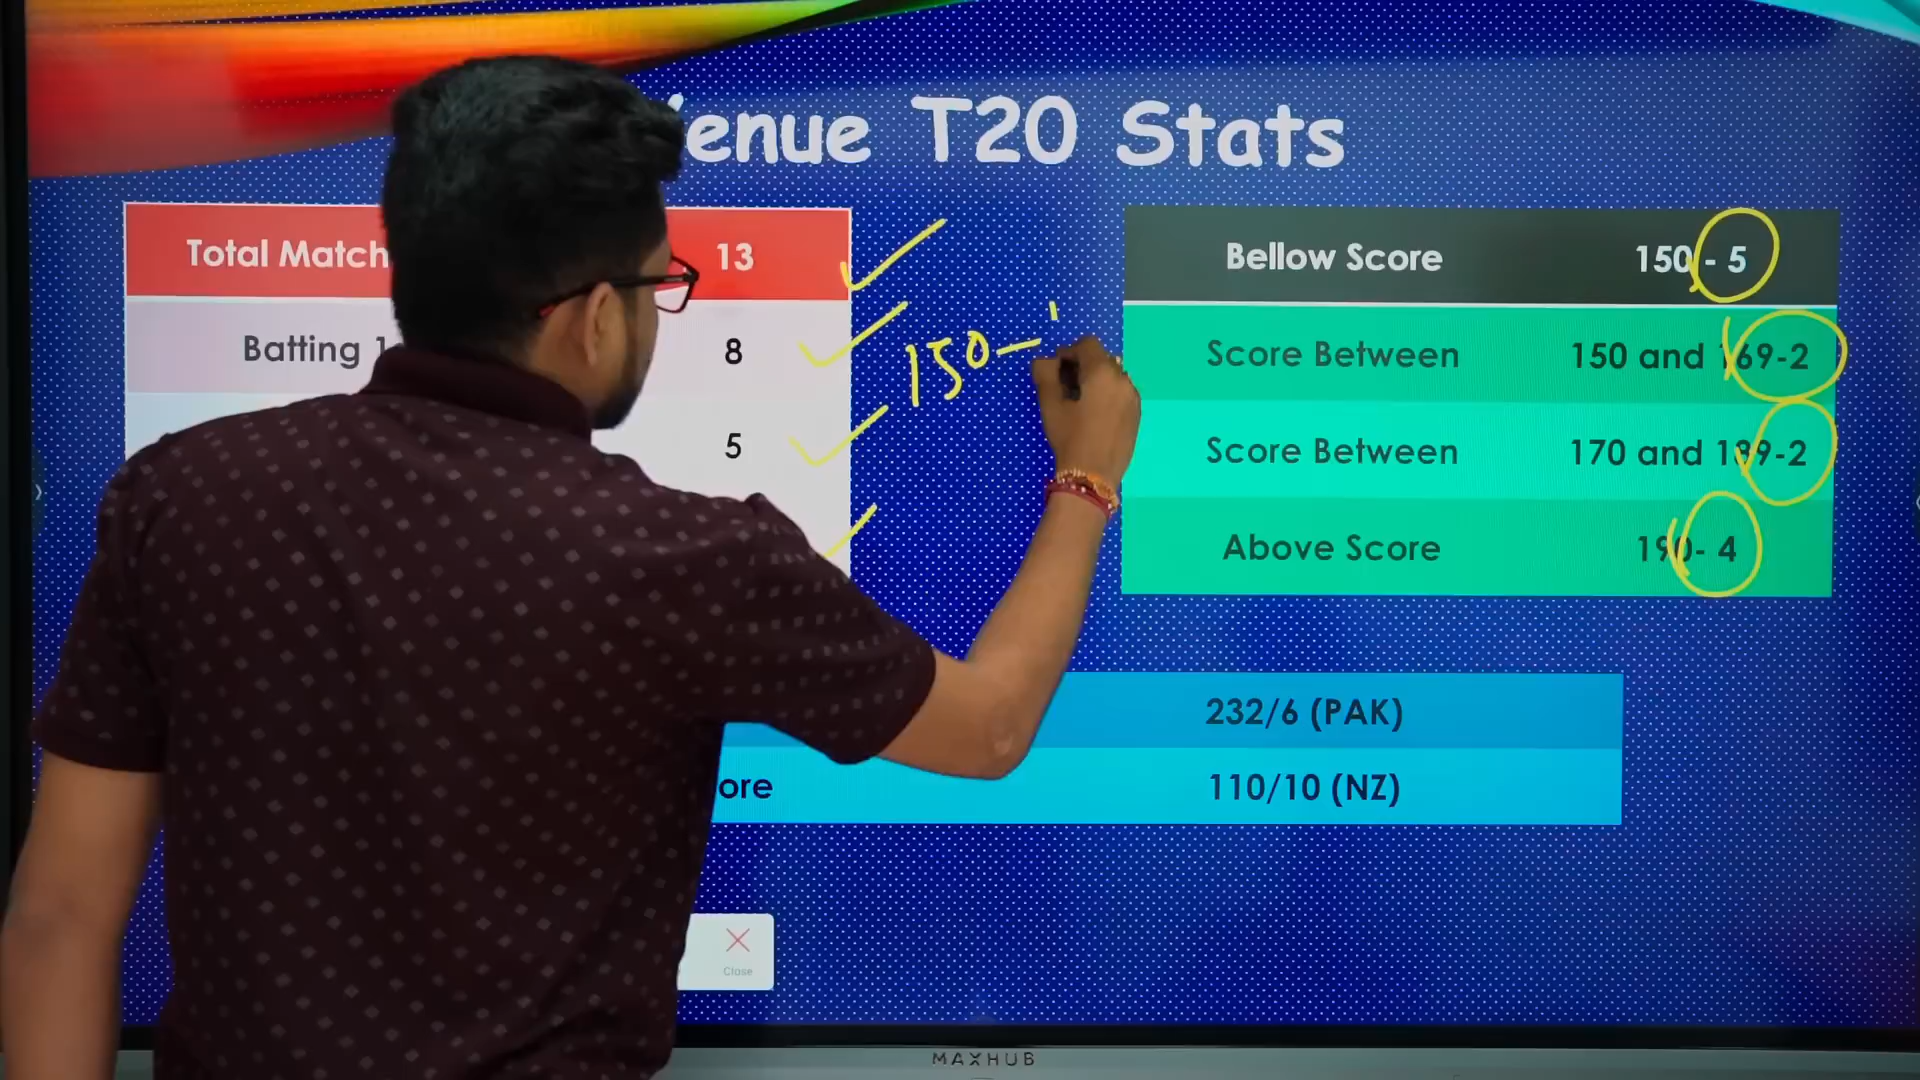 enue T20 Stats
Total Match 13
Batting 8
5
150-
Bellow Score 150 - 5
Score Between 150 and 169-2
Score Between 170 and 189-2
Above Score 190- 4
232/6 (PAK)
ore 110/10 (NZ)
Close
MAXHUB